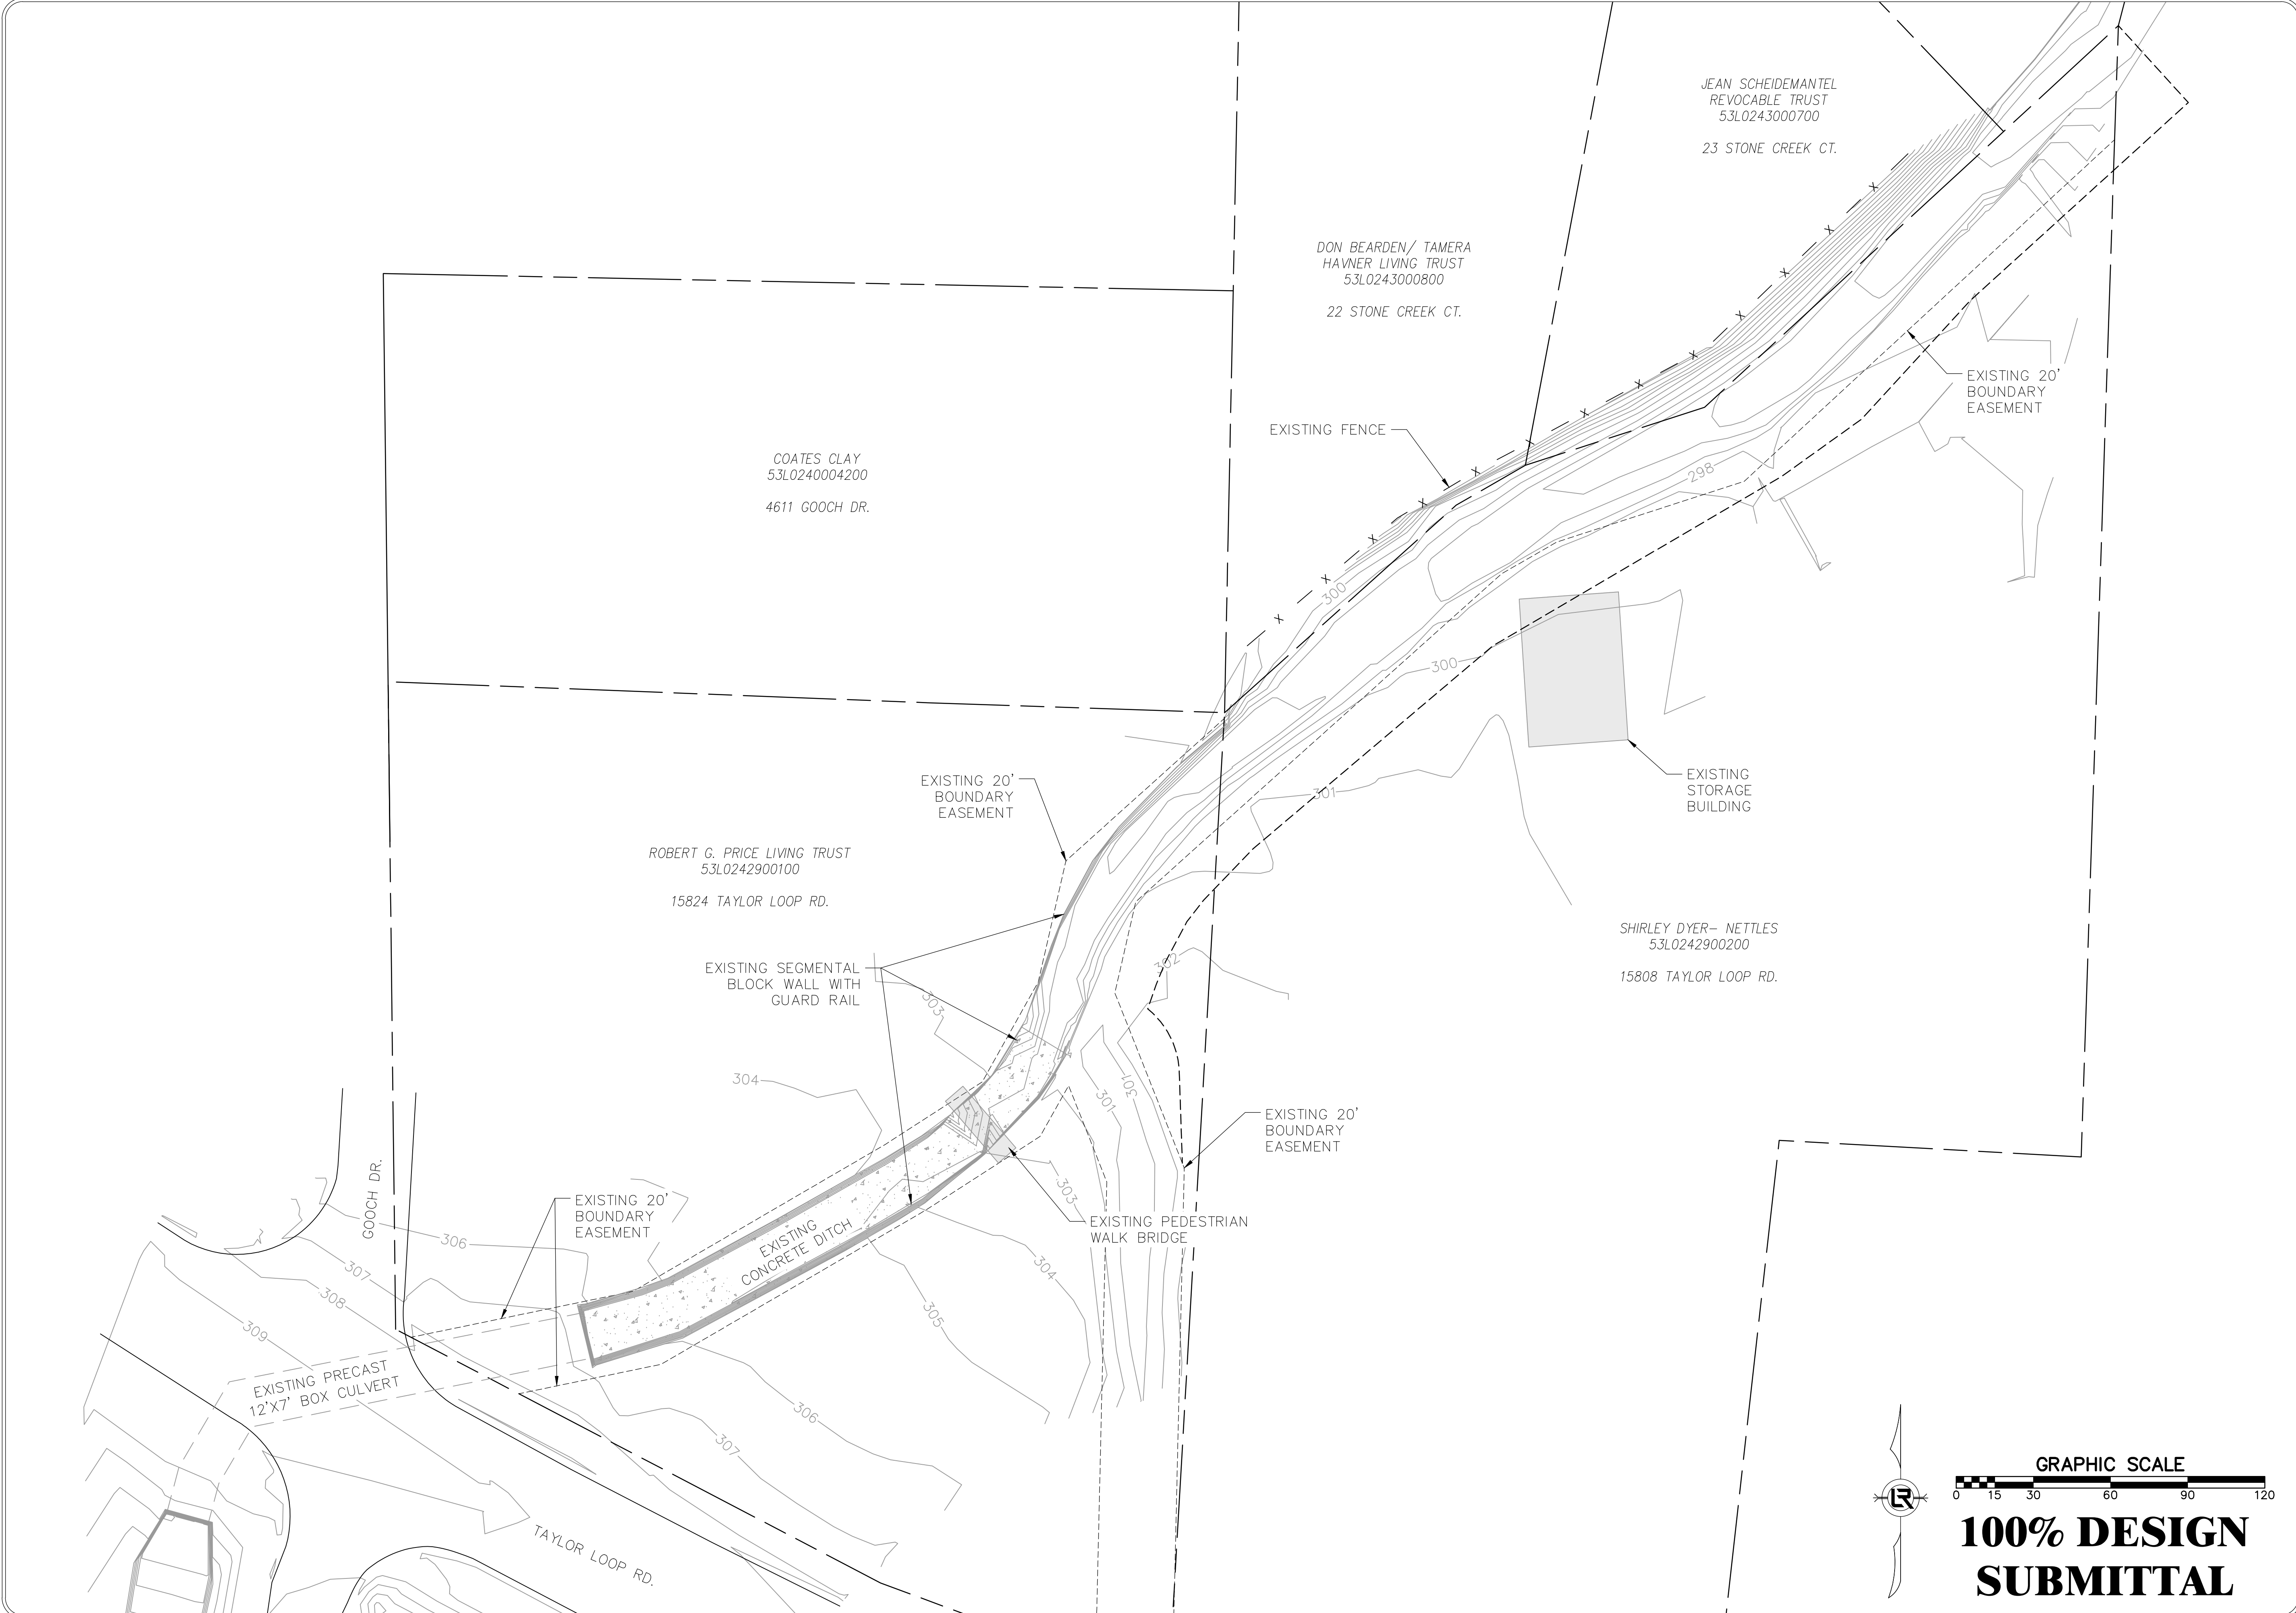 JEAN SCHEIDEMANTEL
REVOCABLE TRUST
53L0243000700
23 STONE CREEK CT.
DON BEARDEN/ TAMERA
HAVNER LIVING TRUST
53L0243000800
22 STONE CREEK CT.
EXISTING 20'
BOUNDARY
EASEMENT
EXISTING FENCE
X
X
X
X
X
X
X
X
X
X
X
X
X
X
COATES CLAY
53L0240004200
4611 GOOCH DR.
298
300
300
EXISTING
STORAGE
BUILDING
EXISTING 20'
BOUNDARY
EASEMENT
301
ROBERT G. PRICE LIVING TRUST
53L0242900100
15824 TAYLOR LOOP RD.
SHIRLEY DYER- NETTLES
53L0242900200
15808 TAYLOR LOOP RD.
302
EXISTING SEGMENTAL
BLOCK WALL WITH
GUARD RAIL
303
304
301
301
EXISTING 20'
BOUNDARY
EASEMENT
GOOCH DR.
303
EXISTING 20'
BOUNDARY
EASEMENT
EXISTING PEDESTRIAN
WALK BRIDGE
EXISTING
CONCRETE DITCH
306
307
308
309
304
305
EXISTING PRECAST
12'X7' BOX CULVERT
306
307
TAYLOR LOOP RD.
LR
GRAPHIC SCALE
0 15 30 60 90 120
100% DESIGN
SUBMITTAL